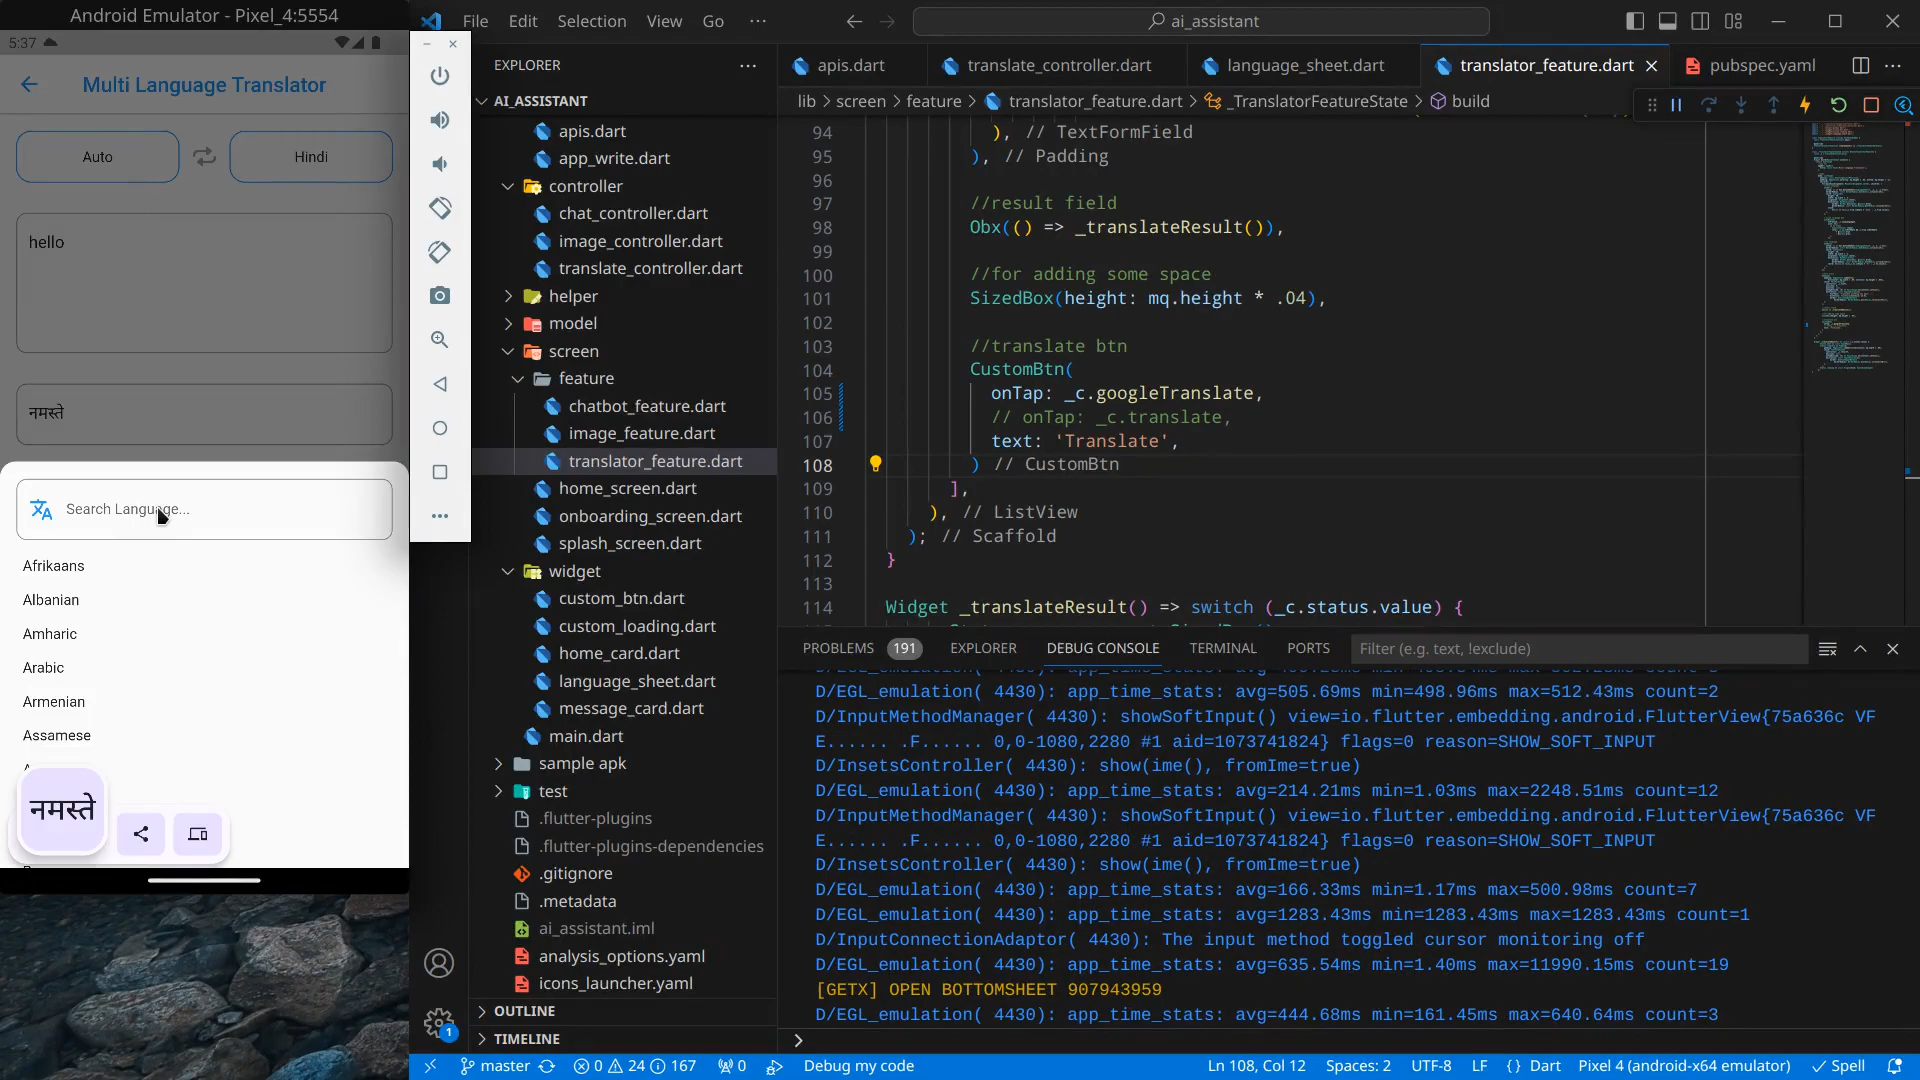 Android Emulator - Pixel_4:5554
5:37
Multi Language Translator
Auto
Hindi
hello
नमस्ते
Search Language...
Afrikaans
Albanian
Amharic
Arabic
Armenian
Assamese
नमस्ते
File Edit Selection View Go ···
ai_assistant
EXPLORER
AI_ASSISTANT
apis.dart
app_write.dart
controller
chat_controller.dart
image_controller.dart
translate_controller.dart
helper
model
screen
feature
chatbot_feature.dart
image_feature.dart
translator_feature.dart
home_screen.dart
onboarding_screen.dart
splash_screen.dart
widget
custom_btn.dart
custom_loading.dart
home_card.dart
language_sheet.dart
message_card.dart
main.dart
sample apk
test
.flutter-plugins
.flutter-plugins-dependencies
.gitignore
.metadata
ai_assistant.iml
analysis_options.yaml
icons_launcher.yaml
OUTLINE
TIMELINE
apis.dart translate_controller.dart language_sheet.dart translator_feature.dart pubspec.yaml
lib > screen > feature > translator_feature.dart > _TranslatorFeatureState > build
94 ), // TextFormField
95 ), // Padding
96
97 //result field
98 Obx(() => _translateResult()),
99
100 //for adding some space
101 SizedBox(height: mq.height * .04),
102
103 //translate btn
104 CustomBtn(
105 onTap: _c.googleTranslate,
106 // onTap: _c.translate,
107 text: 'Translate',
108 ) // CustomBtn
109 ],
110 ), // ListView
111 ); // Scaffold
112 }
113
114 Widget _translateResult() => switch (_c.status.value) {
PROBLEMS 191 EXPLORER DEBUG CONSOLE TERMINAL PORTS Filter (e.g. text, !exclude)
D/EGL_emulation( 4430): app_time_stats: avg=505.69ms min=498.96ms max=512.43ms count=2
D/InputMethodManager( 4430): showSoftInput() view=io.flutter.embedding.android.FlutterView{75a636c VF
E...... .F...... 0,0-1080,2280 #1 aid=1073741824} flags=0 reason=SHOW_SOFT_INPUT
D/InsetsController( 4430): show(ime(), fromIme=true)
D/EGL_emulation( 4430): app_time_stats: avg=214.21ms min=1.03ms max=2248.51ms count=12
D/InputMethodManager( 4430): showSoftInput() view=io.flutter.embedding.android.FlutterView{75a636c VF
E...... .F...... 0,0-1080,2280 #1 aid=1073741824} flags=0 reason=SHOW_SOFT_INPUT
D/InsetsController( 4430): show(ime(), fromIme=true)
D/EGL_emulation( 4430): app_time_stats: avg=166.33ms min=1.17ms max=500.98ms count=7
D/EGL_emulation( 4430): app_time_stats: avg=1283.43ms min=1283.43ms max=1283.43ms count=1
D/InputConnectionAdaptor( 4430): The input method toggled cursor monitoring off
D/EGL_emulation( 4430): app_time_stats: avg=635.54ms min=1.40ms max=11990.15ms count=19
[GETX] OPEN BOTTOMSHEET 907943959
D/EGL_emulation( 4430): app_time_stats: avg=444.68ms min=161.45ms max=640.64ms count=3
1
master 0 24 167 0 Debug my code Ln 108, Col 12 Spaces: 2 UTF-8 LF {} Dart Pixel 4 (android-x64 emulator) Spell